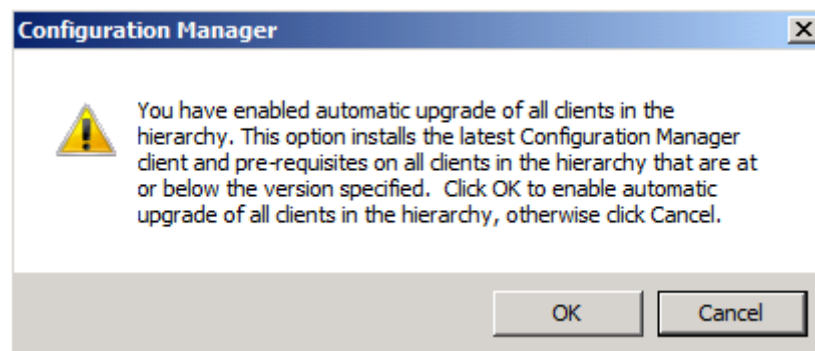 Configuration Manager
You have enabled automatic upgrade of all clients in the
hierarchy. This option installs the latest Configuration Manager
client and pre-requisites on all clients in the hierarchy that are at
or below the version specified.  Click OK to enable automatic
upgrade of all clients in the hierarchy, otherwise click Cancel.
OK
Cancel